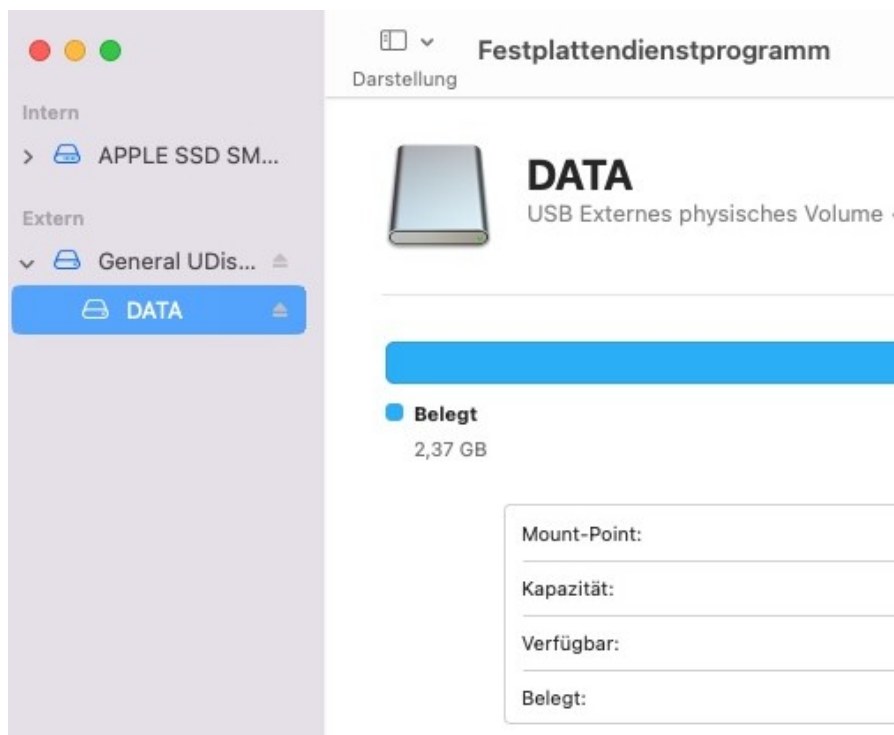 Festplattendienstprogramm
Darstellung
Intern
APPLE SSD SM...
Extern
General UDis...
DATA
DATA
USB Externes physisches Volume
Belegt
2,37 GB
Mount-Point:
Kapazität:
Verfügbar:
Belegt: